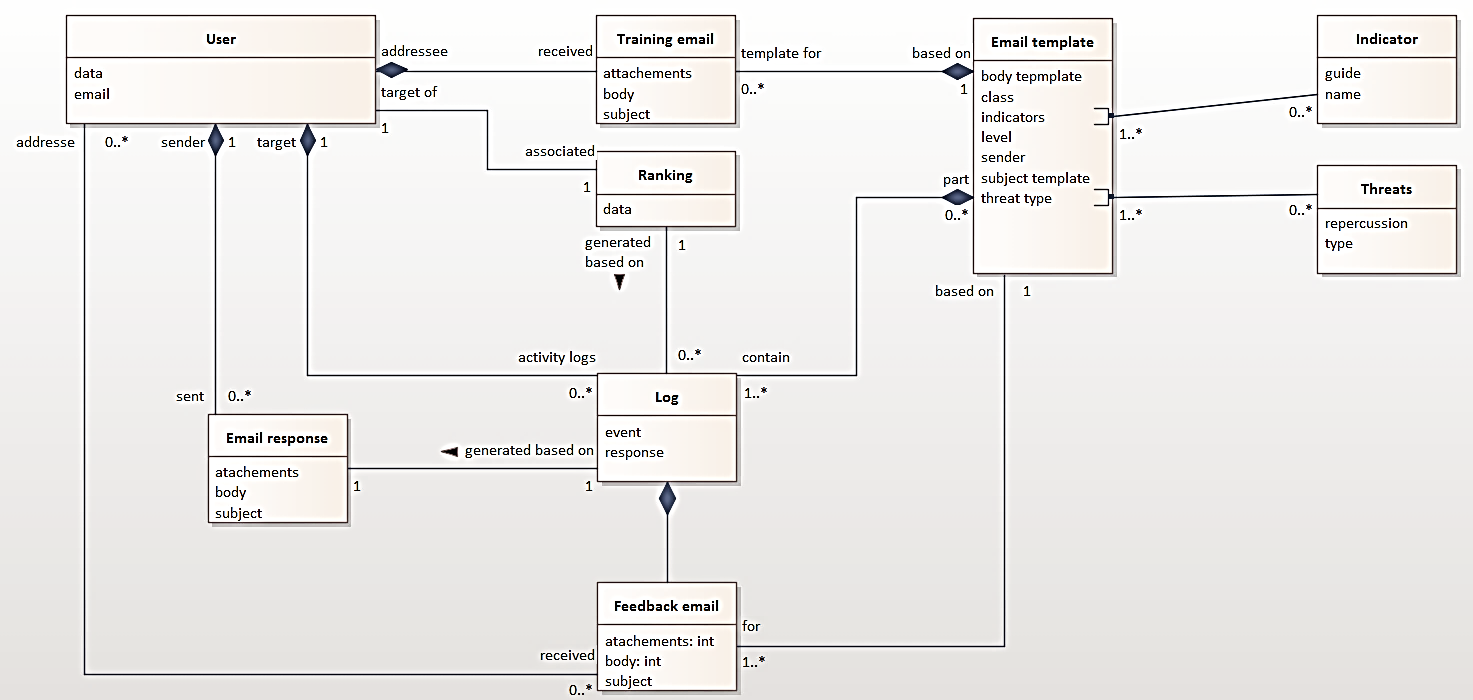 User
data
email
addressee
received
target of
1
Training email
attachements
body
subject
template for
0..*
based on
1
Email template
body tepmplate
class
indicators
level
sender
subject template
threat type
1..*
1..*
Indicator
guide
name
0..*
Threats
repercussion
type
0..*
addresse
0..*
sender
1
target
1
associated
1
Ranking
data
generated
based on
1
part
0..*
based on
1
activity logs
0..*
0..*
contain
1..*
Log
event
response
sent
0..*
Email response
atachements
body
subject
1
generated based on
1
Feedback email
atachements: int
body: int
subject
for
1..*
received
0..*